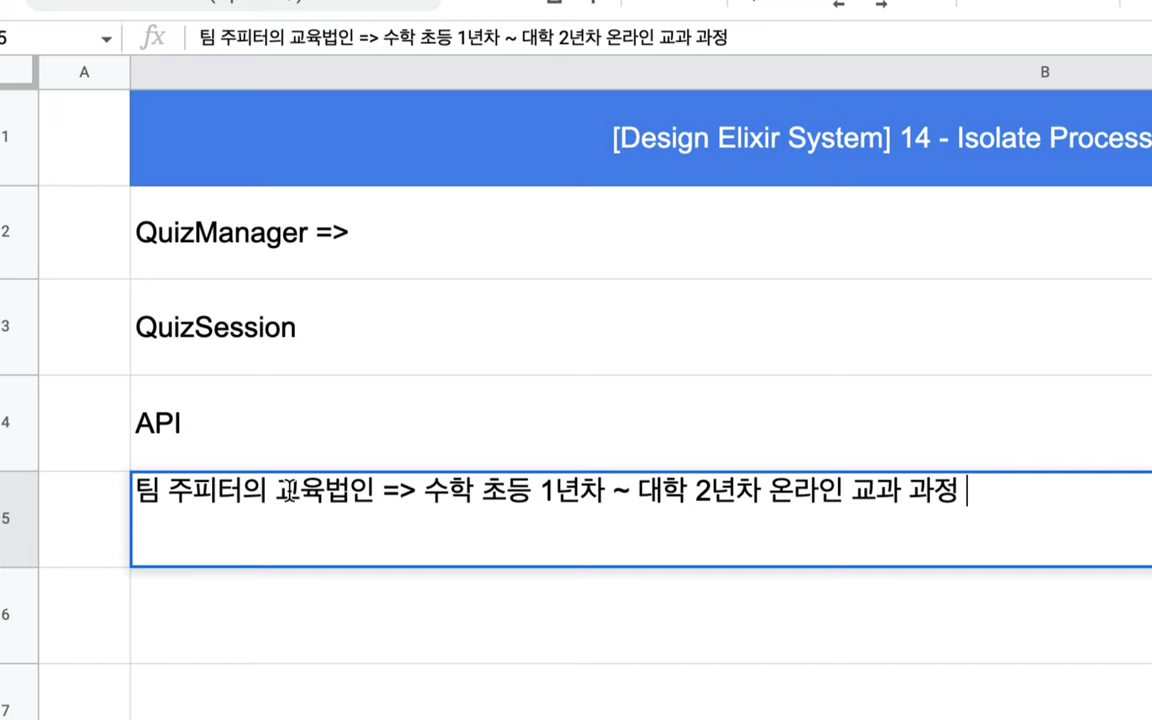 5
fx
팀 주피터의 교육법인 => 수학 초등 1년차 ~ 대학 2년차 온라인 교과 과정
A
B
1
[Design Elixir System] 14 - Isolate Process
2
QuizManager =>
3
QuizSession
4
API
5
팀 주피터의 교육법인 => 수학 초등 1년차 ~ 대학 2년차 온라인 교과 과정
6
7